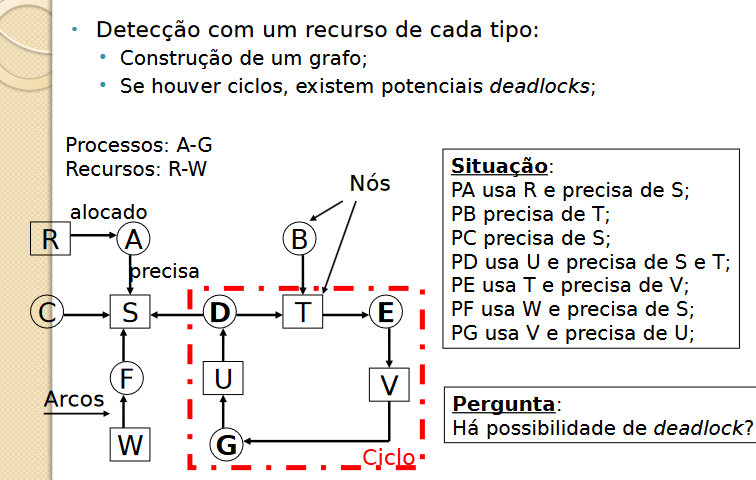 Detecção com um recurso de cada tipo:
Construção de um grafo;
Se houver ciclos, existem potenciais deadlocks;
Processos: A-G
Recursos: R-W
Nós
alocado
R
A
B
precisa
C
S
D
T
E
F
U
V
Arcos
W
G
Ciclo
Situação:
PA usa R e precisa de S;
PB precisa de T;
PC precisa de S;
PD usa U e precisa de S e T;
PE usa T e precisa de V;
PF usa W e precisa de S;
PG usa V e precisa de U;
Pergunta:
Há possibilidade de deadlock?